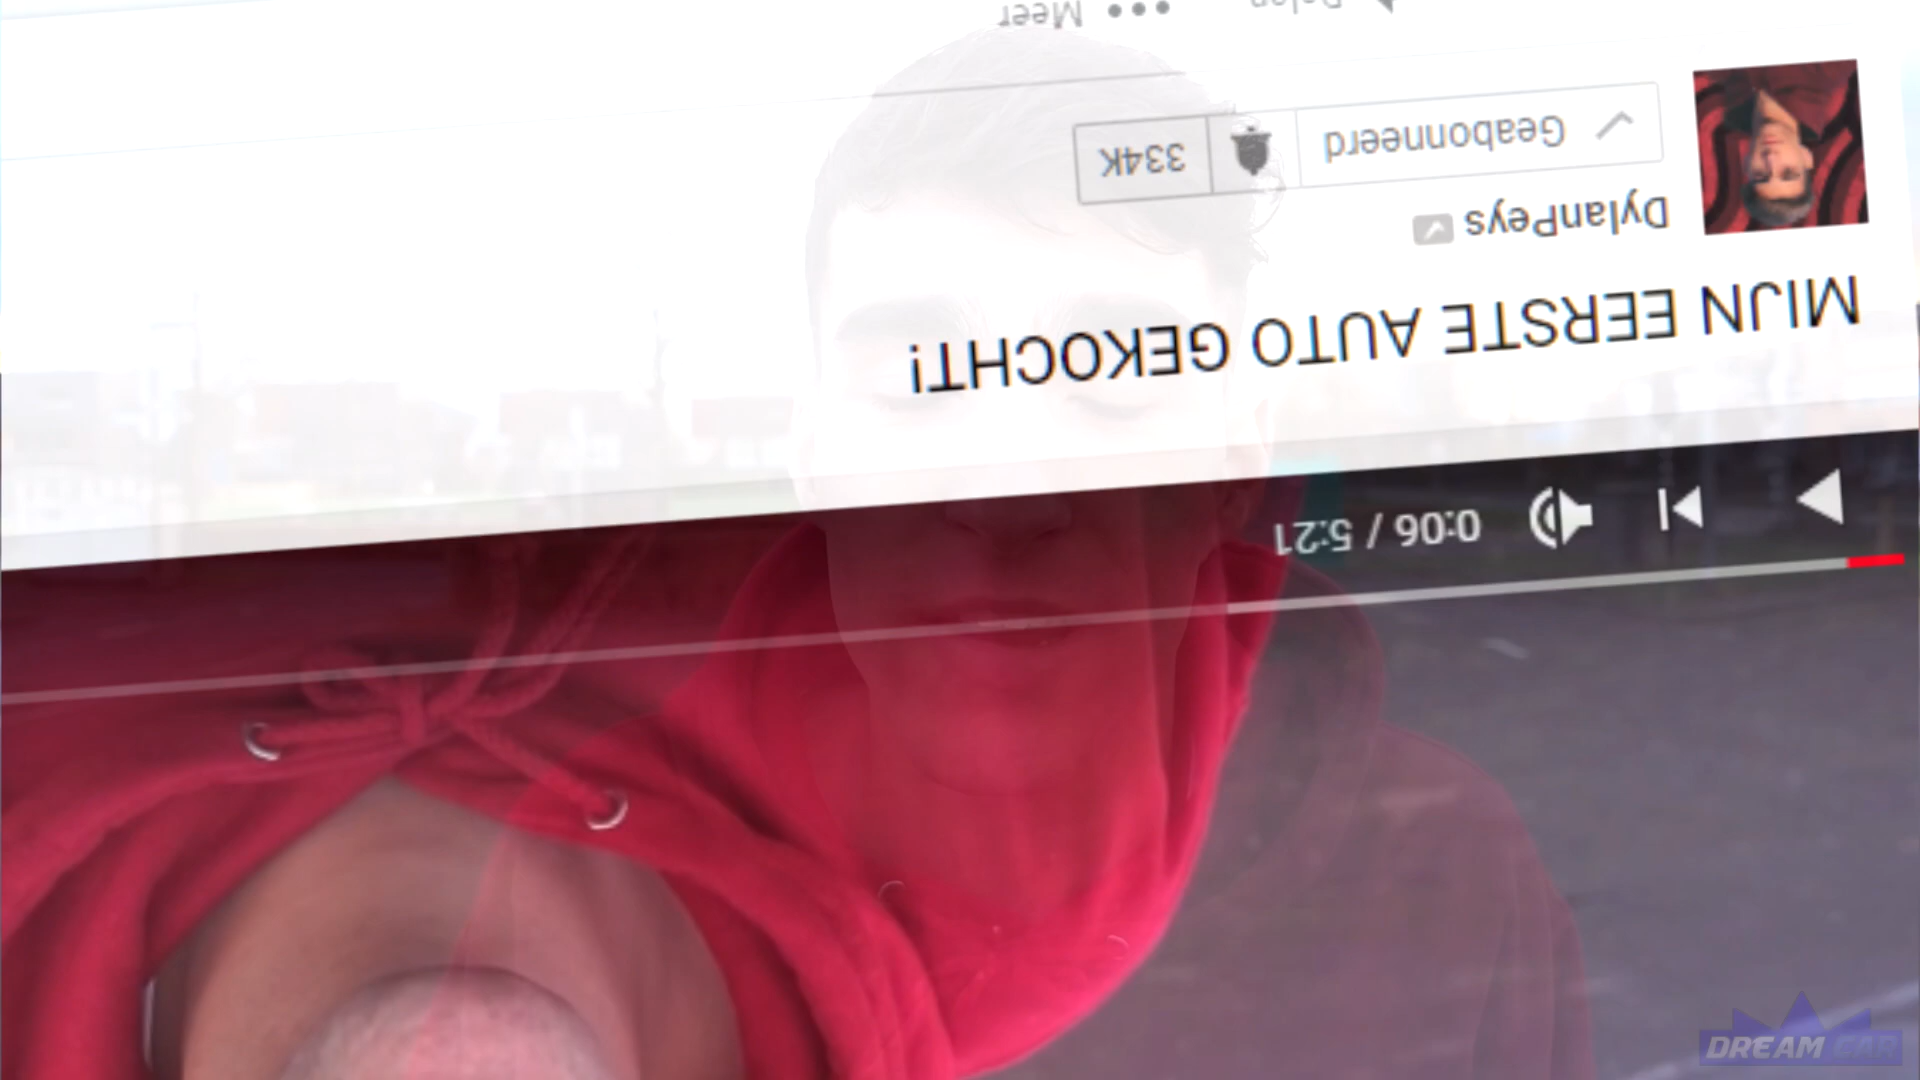 MIJN EERSTE AUTO GEKOCHT!
DylanPeys
Geabonneerd
334K
Meer
0:06 / 5:21
DREAM CAR